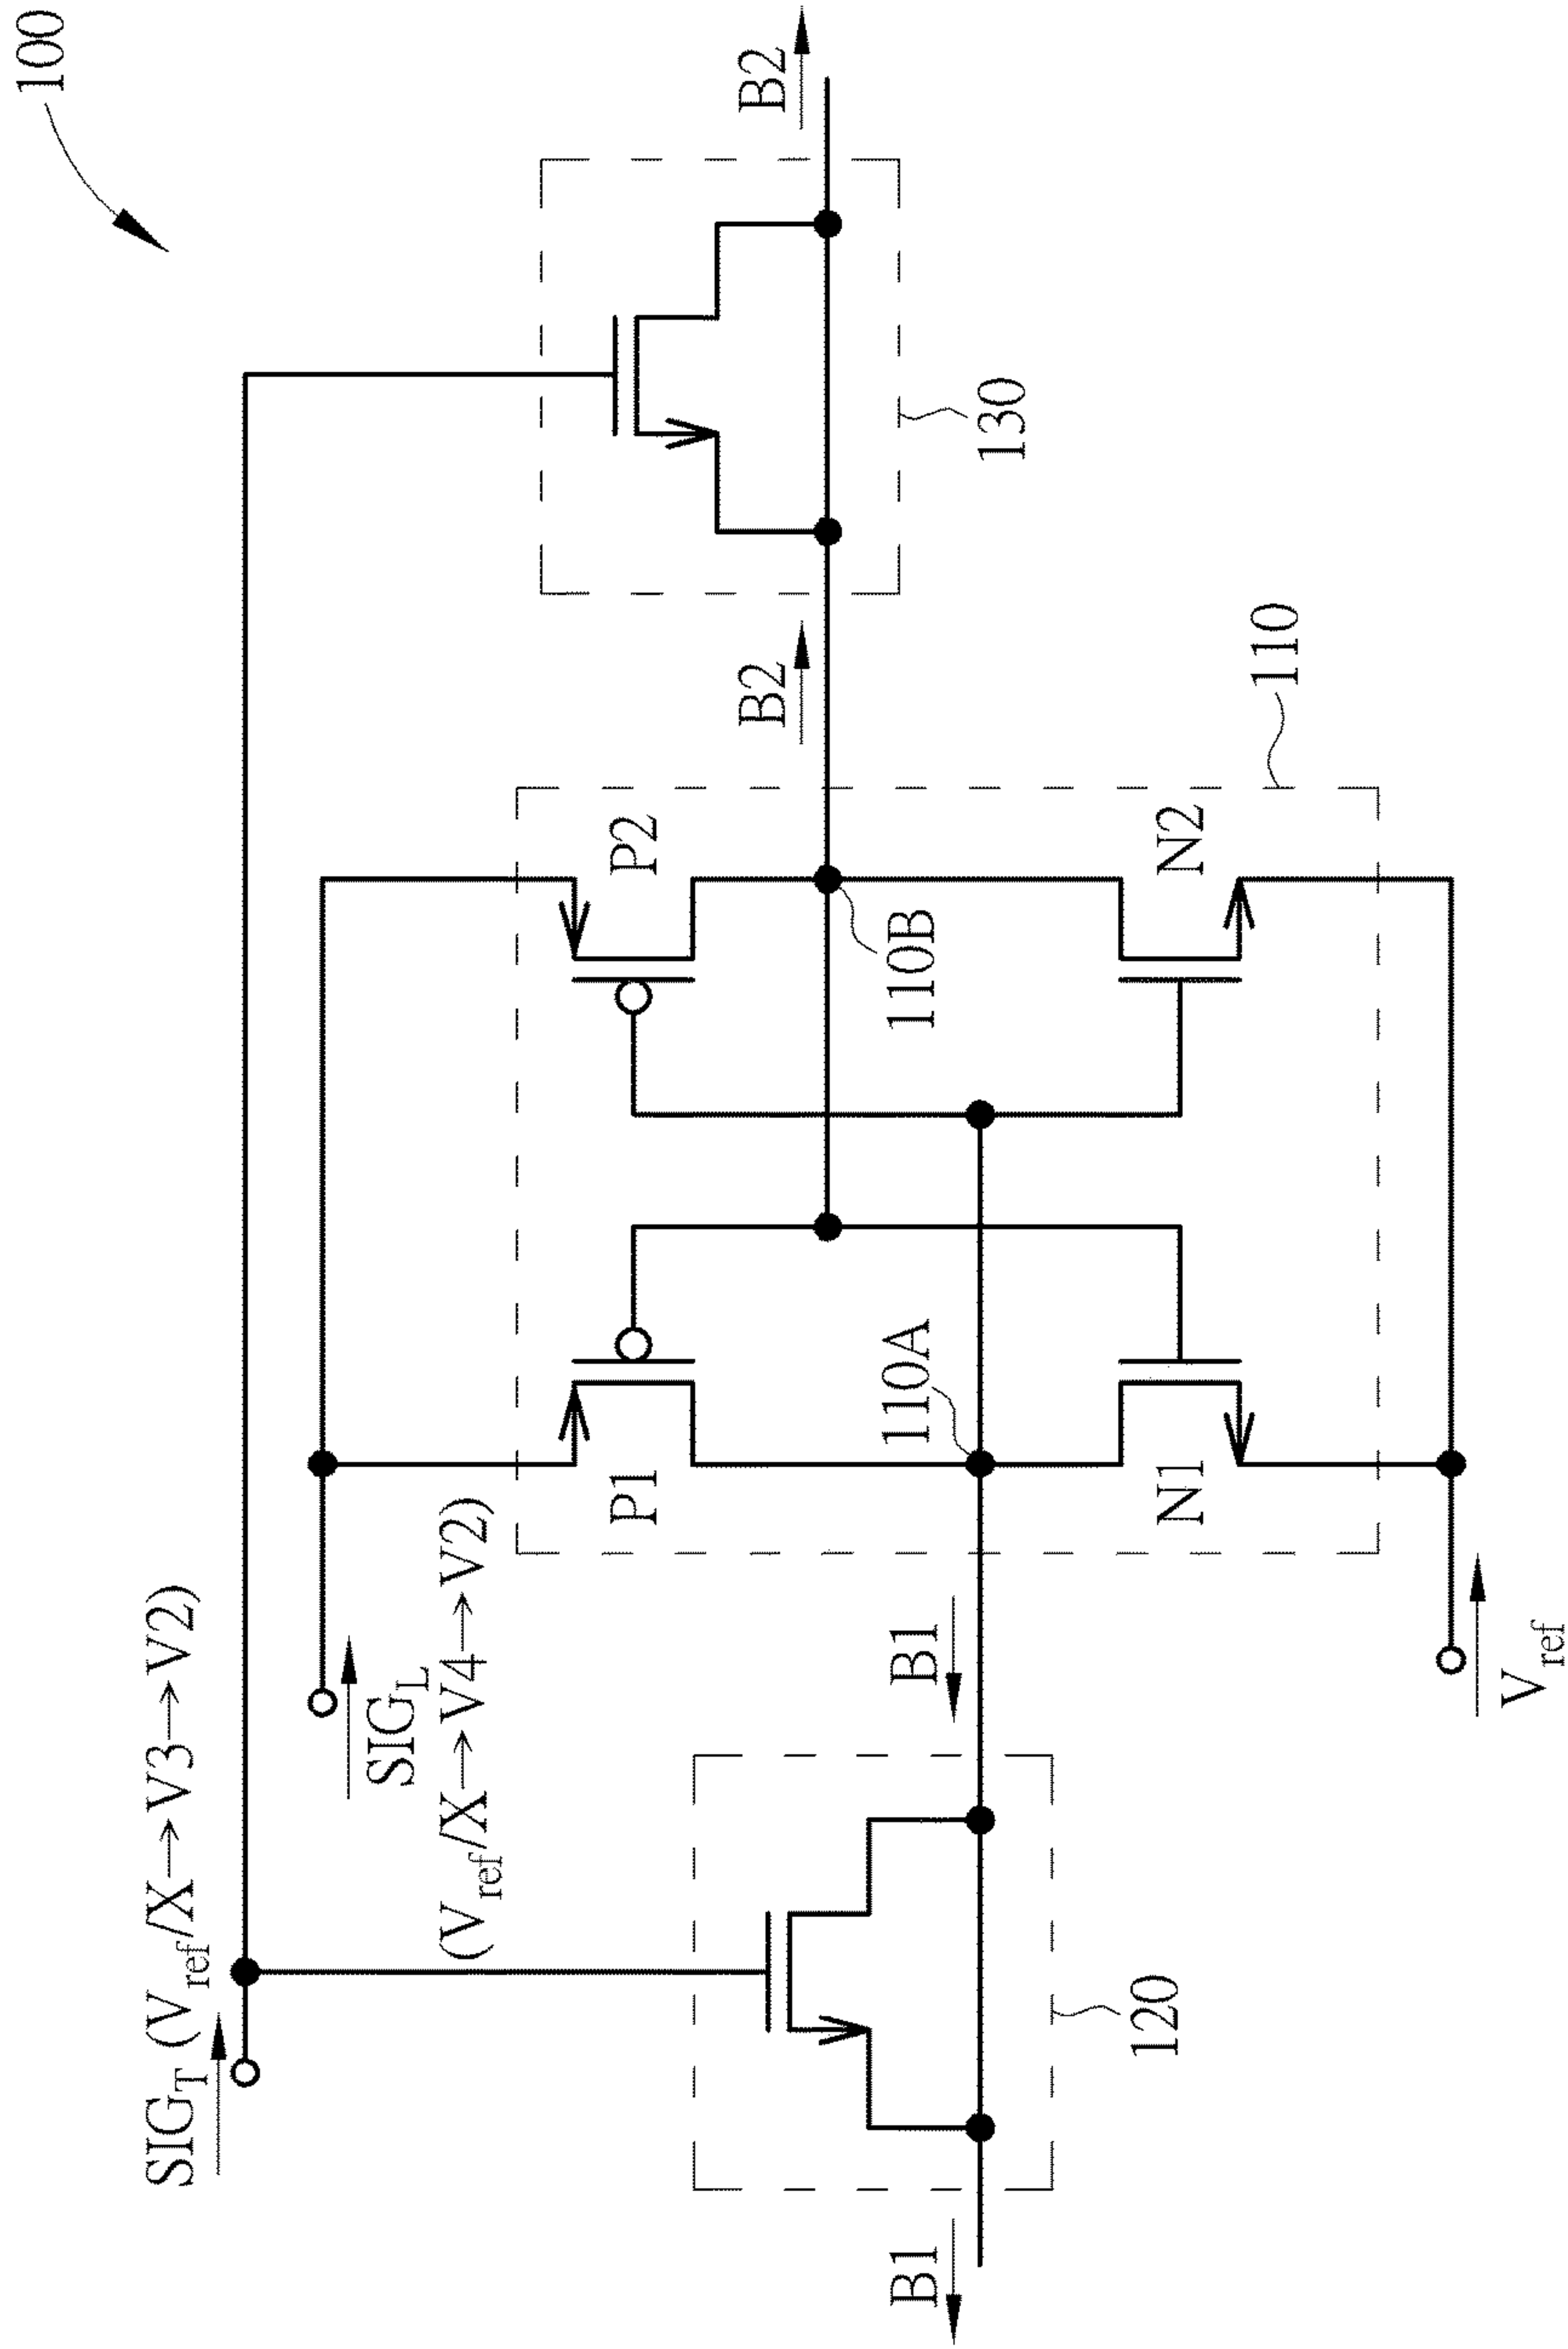 100
SIG_T (V_ref/X→V3→V2)
SIG_L
(V_ref/X→V4→V2)
P1
P2
B2
B2
130
110
110B
110A
B1
B1
N1
N2
120
V_ref